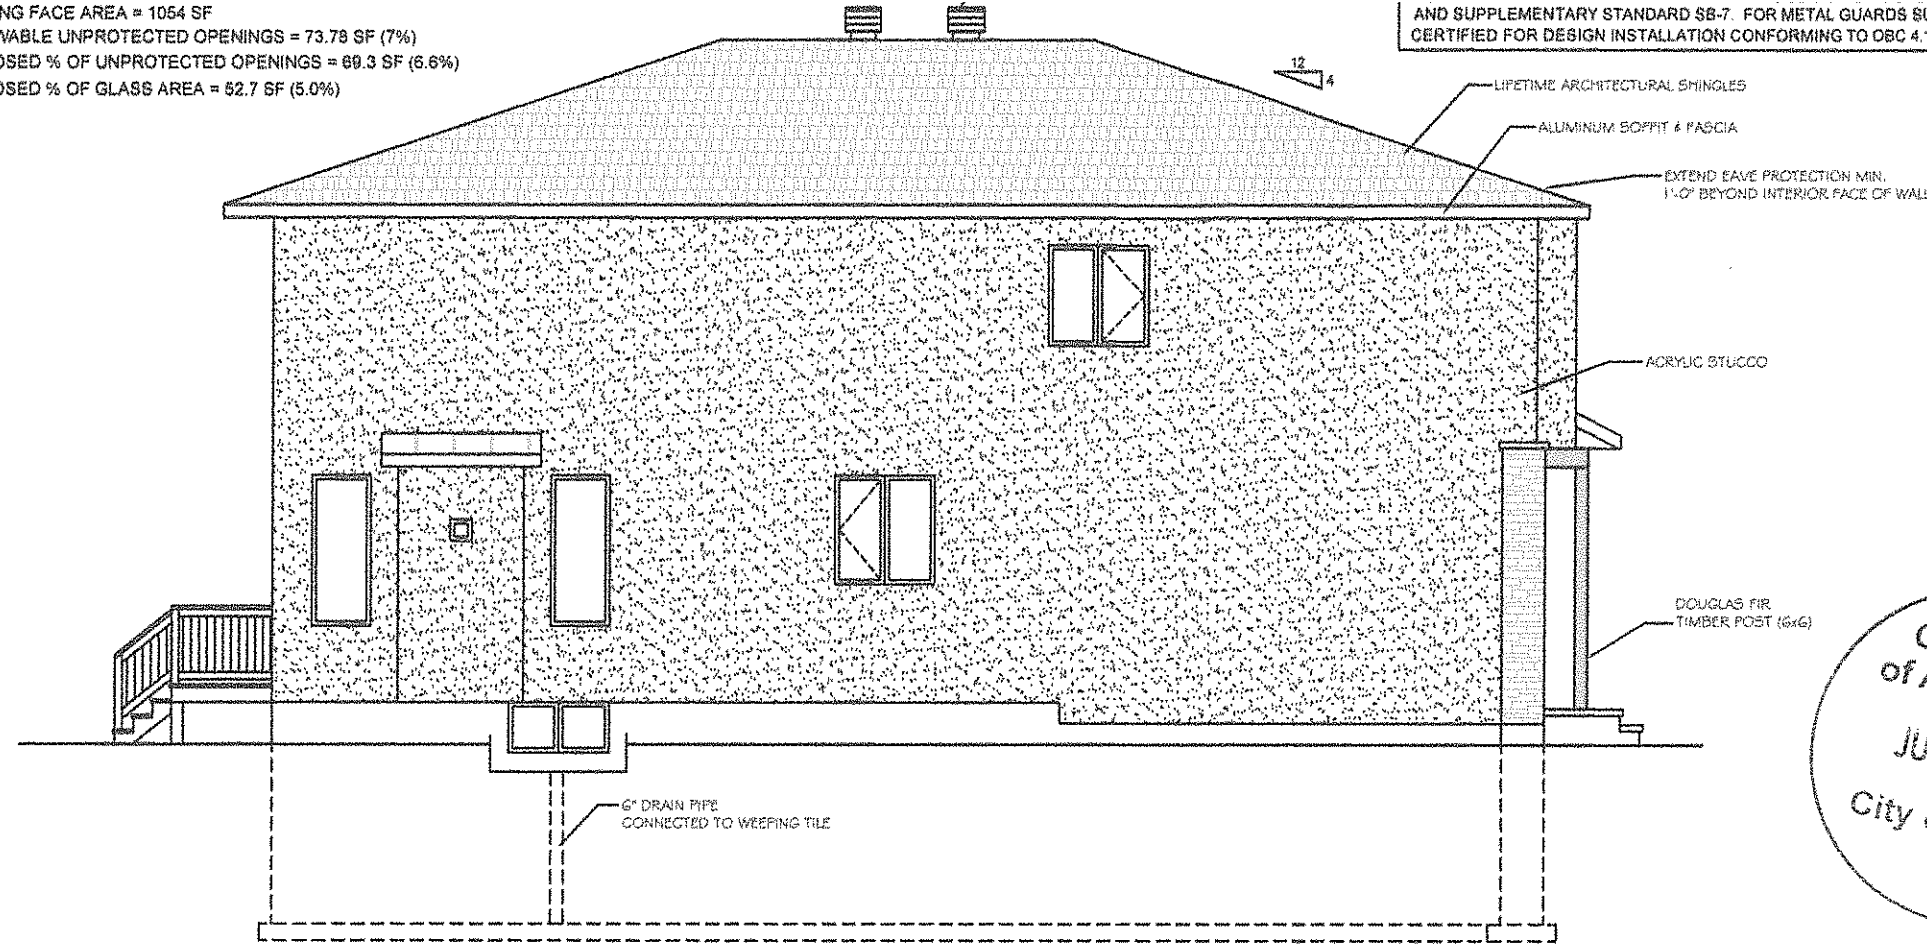 NG FACE AREA = 1054 SF
WABLE UNPROTECTED OPENINGS = 73.78 SF (7%)
OSED % OF UNPROTECTED OPENINGS = 69.3 SF (6.6%)
OSED % OF GLASS AREA = 52.7 SF (5.0%)
AND SUPPLEMENTARY STANDARD SB-7. FOR METAL GUARDS SU
CERTIFIED FOR DESIGN INSTALLATION CONFORMING TO OBC 4.1
12
4
LIFETIME ARCHITECTURAL SHINGLES
ALUMINUM SOFFIT & FASCIA
EXTEND EAVE PROTECTION MIN.
1'-0" BEYOND INTERIOR FACE OF WALL
ACRYLIC STUCCO
DOUGLAS FIR
TIMBER POST (6x6)
6" DRAIN PIPE
CONNECTED TO WEEPING TILE
of
JU
City